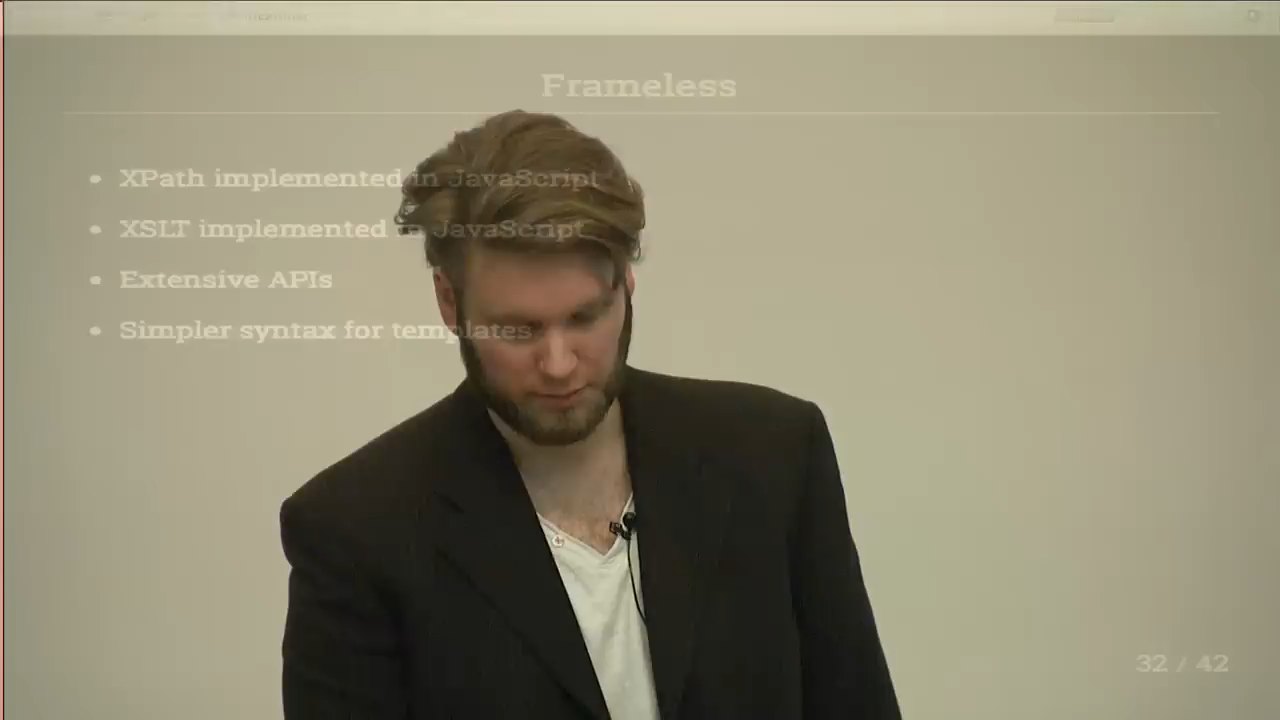 Frameless
• XPath implemented in JavaScript
• XSLT implemented in JavaScript
• Extensive APIs
• Simpler syntax for templates
32 / 42